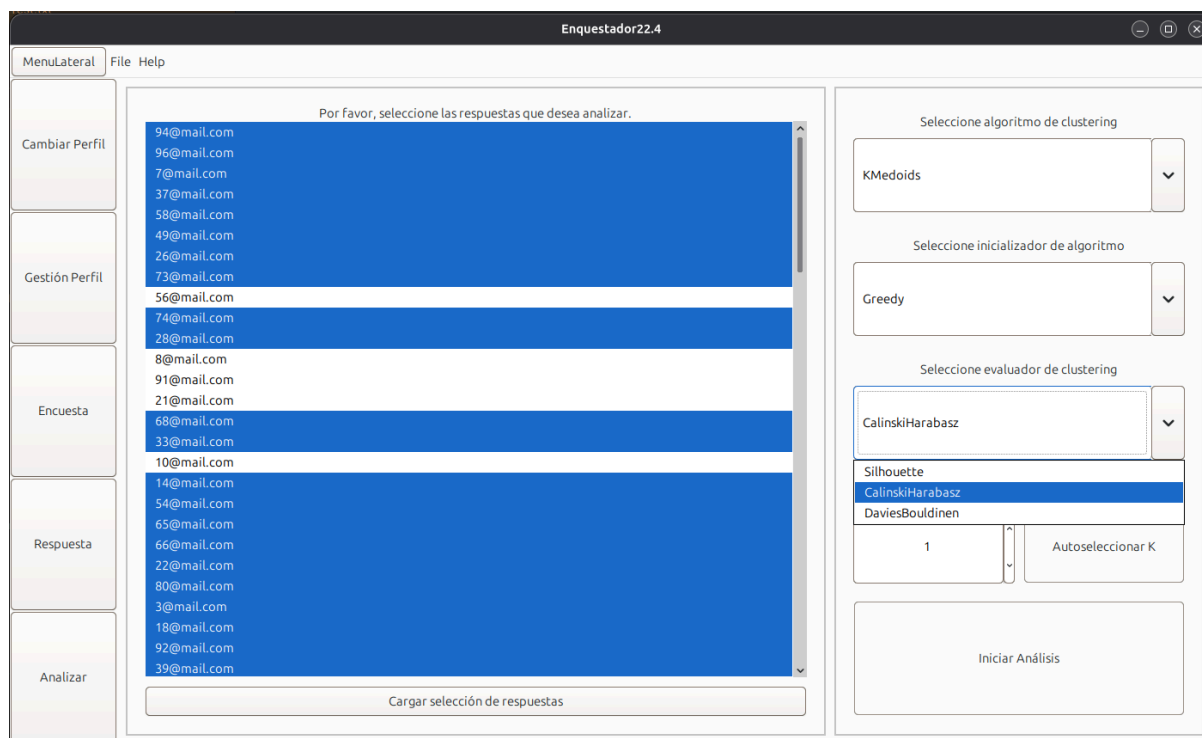 Enquestador22.4
MenuLateral File Help
Cambiar Perfil
Gestión Perfil
Encuesta
Respuesta
Analizar
Por favor, seleccione las respuestas que desea analizar.
94@mail.com
96@mail.com
7@mail.com
37@mail.com
58@mail.com
49@mail.com
26@mail.com
73@mail.com
56@mail.com
74@mail.com
28@mail.com
8@mail.com
91@mail.com
21@mail.com
68@mail.com
33@mail.com
10@mail.com
14@mail.com
54@mail.com
65@mail.com
66@mail.com
22@mail.com
80@mail.com
3@mail.com
18@mail.com
92@mail.com
39@mail.com
Cargar selección de respuestas
Seleccione algoritmo de clustering
KMedoids
Seleccione inicializador de algoritmo
Greedy
Seleccione evaluador de clustering
CalinskiHarabasz
Silhouette
CalinskiHarabasz
DaviesBouldinen
1
Autoseleccionar K
Iniciar Análisis